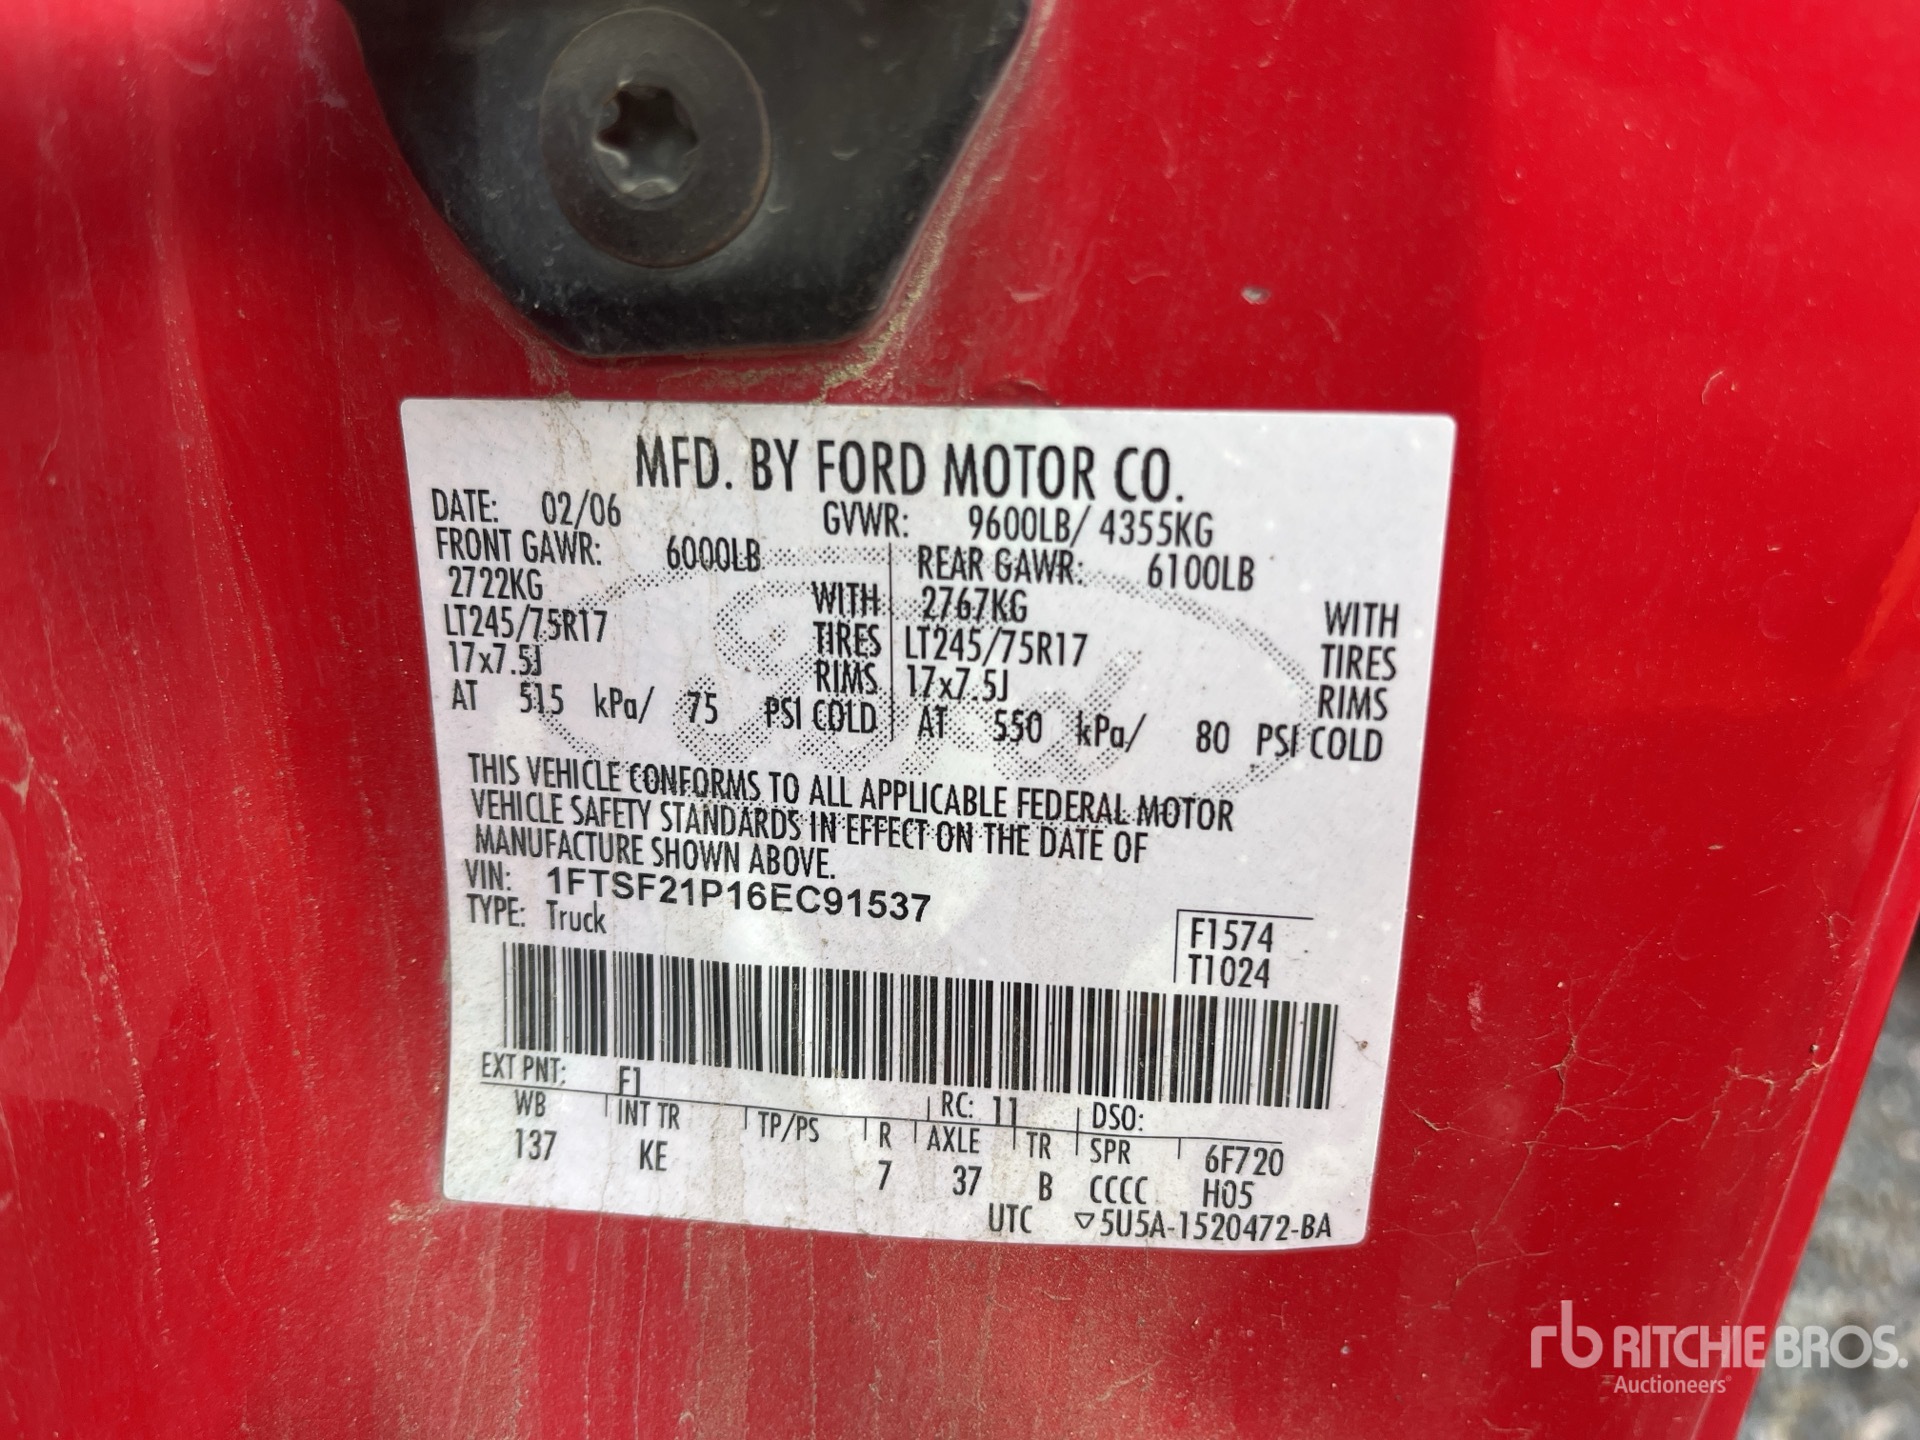 MFD. BY FORD MOTOR CO.
DATE: 02/06 GVWR: 9600LB/ 4355KG
FRONT GAWR: 6000LB REAR GAWR: 6100LB
2722KG WITH 2767KG WITH
LT245/75R17 TIRES LT245/75R17 TIRES
17x7.5J RIMS 17x7.5J RIMS
AT 515 kPa/ 75 PSI COLD AT 550 kPa/ 80 PSI COLD
Ford
THIS VEHICLE CONFORMS TO ALL APPLICABLE FEDERAL MOTOR
VEHICLE SAFETY STANDARDS IN EFFECT ON THE DATE OF
MANUFACTURE SHOWN ABOVE.
VIN: 1FTSF21P16EC91537
TYPE: Truck
F1574
T1024
EXT PNT: F1 RC: 11 DSO:
WB INT TR TP/PS R AXLE TR SPR 6F720
137 KE 7 37 B CCCC H05
UTC ▽5U5A-1520472-BA
rb RITCHIE BROS.
Auctioneers